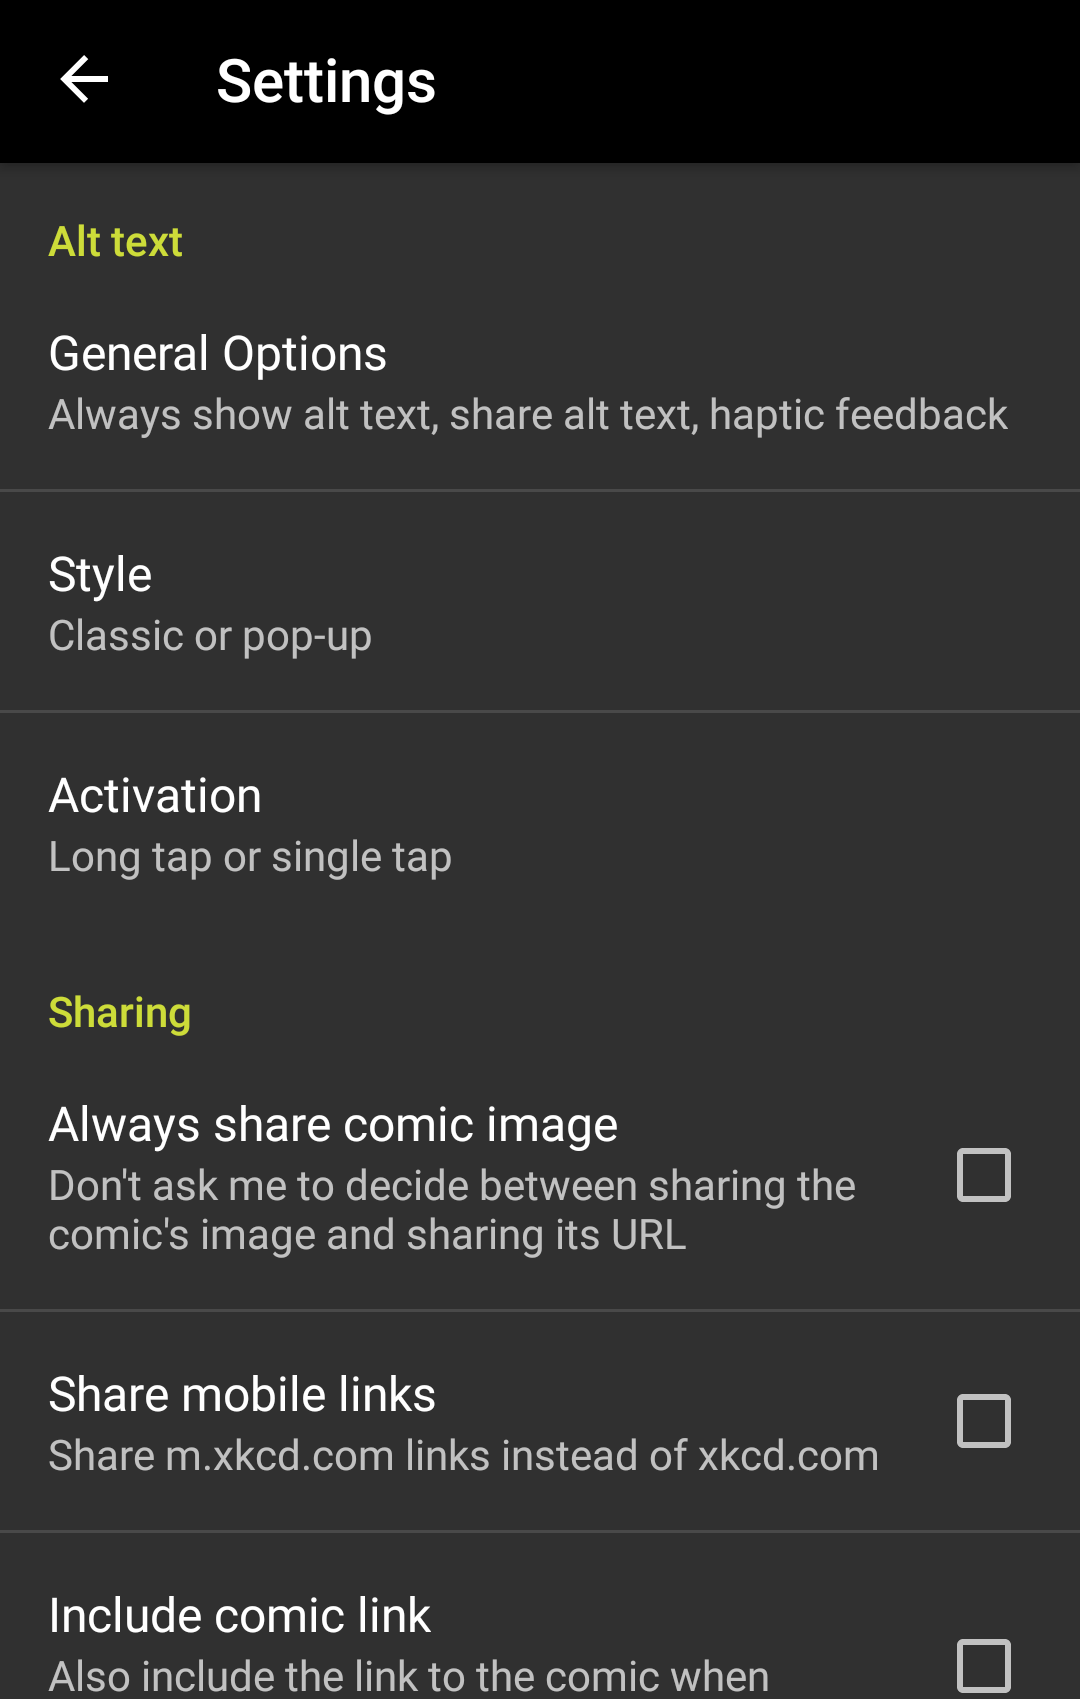 Settings
Alt text
General Options
Always show alt text, share alt text, haptic feedback
Style
Classic or pop-up
Activation
Long tap or single tap
Sharing
Always share comic image
Don't ask me to decide between sharing the
comic's image and sharing its URL
Share mobile links
Share m.xkcd.com links instead of xkcd.com
Include comic link
Also include the link to the comic when